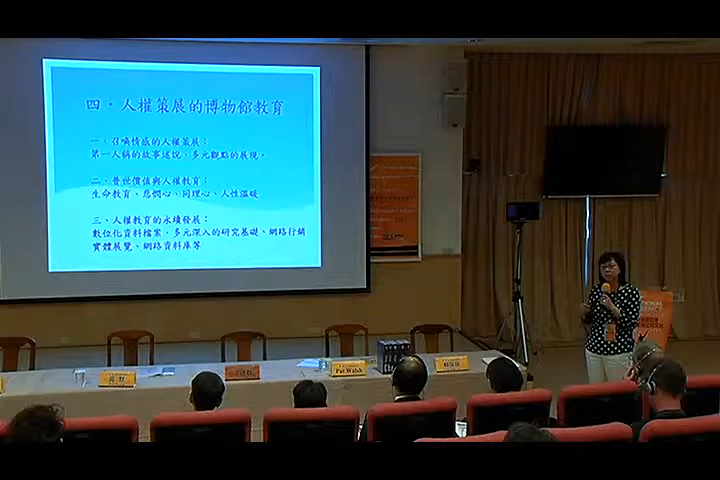 四．人權策展的博物館教育
一、召喚情感的人權策展：
第一人稱的故事述說、多元觀點的展現。
二、普世價值與人權教育：
生命教育、悲憫心、同理心、人性溫暖
三、人權教育的永續發展：
數位化資料檔案、多元深入的研究基礎、網路行銷
實體展覽、網路資料庫等
Pat Walsh